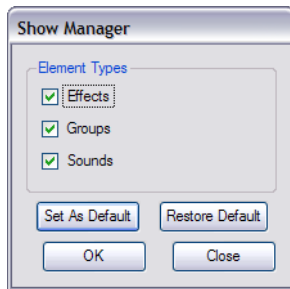 Show Manager
Element Types
Effects
Groups
Sounds
Set As Default Restore Default
OK Close